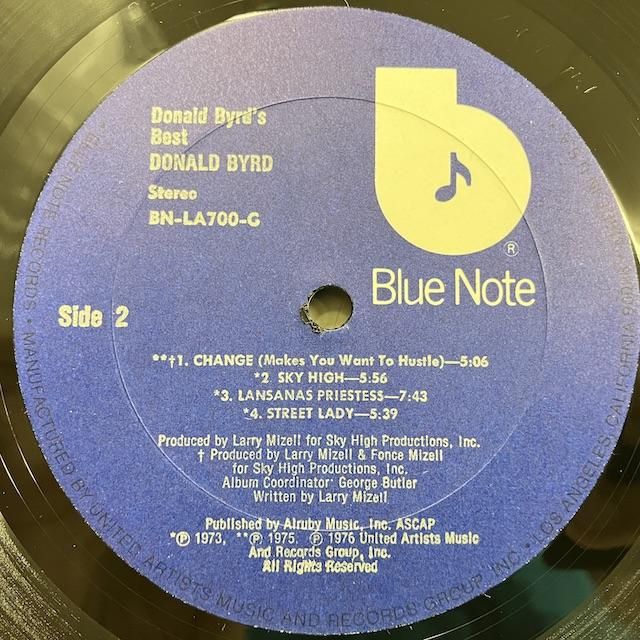 Donald Byrd's
Best
DONALD BYRD
Stereo
BN-LA700-G
®
Blue Note
Side 2
**†1. CHANGE (Makes You Want To Hustle)—5:06
*2. SKY HIGH—5:56
*3. LANSANAS PRIESTESS—7:43
*4. STREET LADY—5:39
Produced by Larry Mizell for Sky High Productions, Inc.
† Produced by Larry Mizell & Fonce Mizell
for Sky High Productions, Inc.
Album Coordinator: George Butler
Written by Larry Mizell
Published by Alruby Music, Inc. ASCAP
*℗ 1973, **℗ 1975. ℗ 1976 United Artists Music
And Records Group, Inc.
All Rights Reserved
• BLUE NOTE RECORDS • MANUFACTURED BY UNITED ARTISTS MUSIC AND RECORDS GROUP, INC. • LOS ANGELES, CALIFORNIA